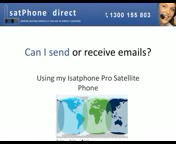 satPhone direct
1300 155 803
Can I send or receive emails?
Using my Isatphone Pro Satellite
Phone